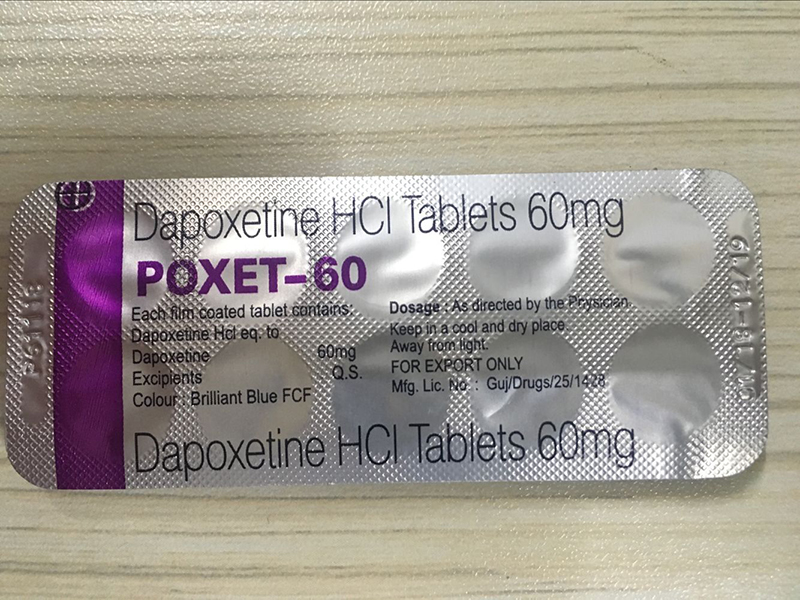 Dapoxetine HCl Tablets 60mg
POXET-60
Each film coated tablet contains:
Dapoxetine Hcl eq. to
Dapoxetine 60mg
Excipients Q.S.
Colour : Brilliant Blue FCF
Dosage : As directed by the Physician.
Keep in a cool and dry place.
Away from light.
FOR EXPORT ONLY
Mfg. Lic. No. : Guj/Drugs/25/1428
Dapoxetine HCl Tablets 60mg